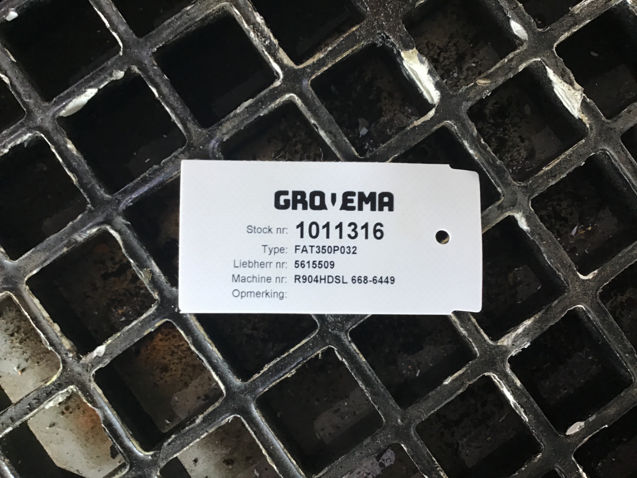 GROVEMA
Stock nr: 1011316
Type: FAT350P032
Liebherr nr: 5615509
Machine nr: R904HDSL 668-6449
Opmerking: